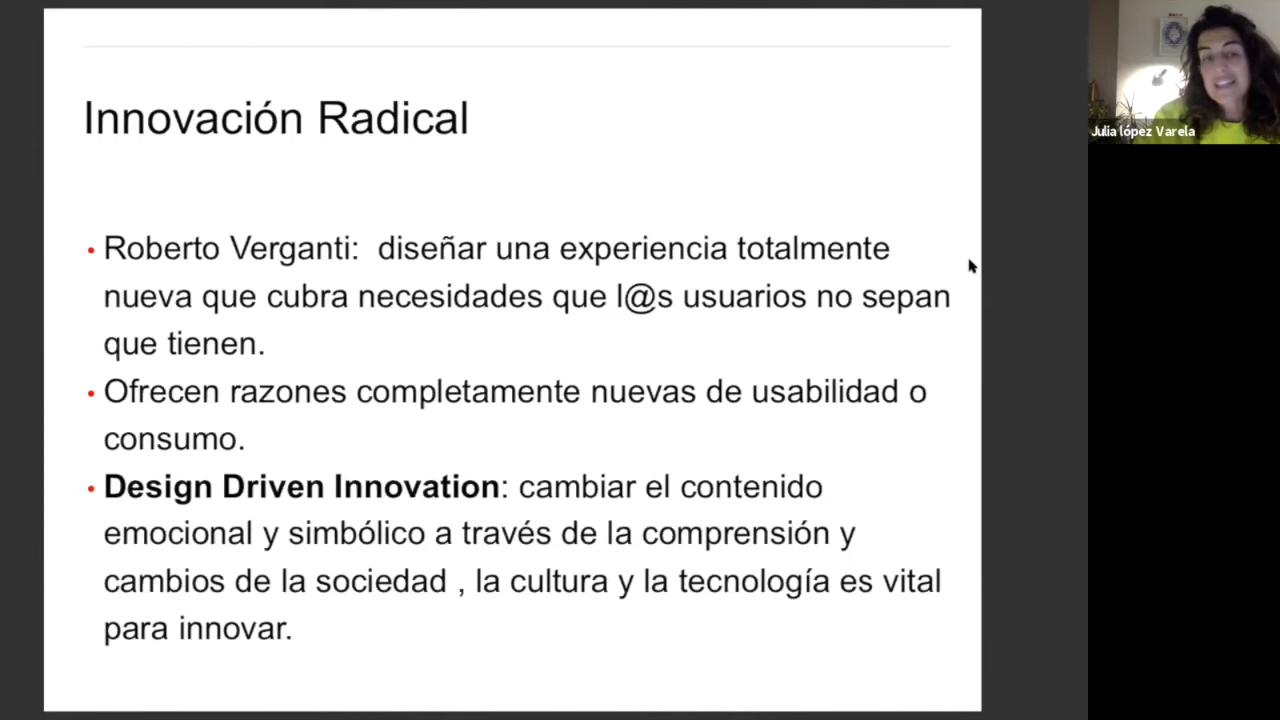 Innovación Radical
• Roberto Verganti:  diseñar una experiencia totalmente
nueva que cubra necesidades que l@s usuarios no sepan
que tienen.
• Ofrecen razones completamente nuevas de usabilidad o
consumo.
• Design Driven Innovation: cambiar el contenido
emocional y simbólico a través de la comprensión y
cambios de la sociedad , la cultura y la tecnología es vital
para innovar.
Julia lópez Varela